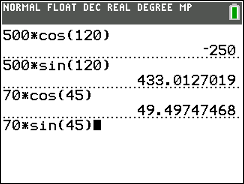 NORMAL FLOAT DEC REAL DEGREE MP
500*cos(120)
-250
500*sin(120)
433.0127019
70*cos(45)
49.49747468
70*sin(45)